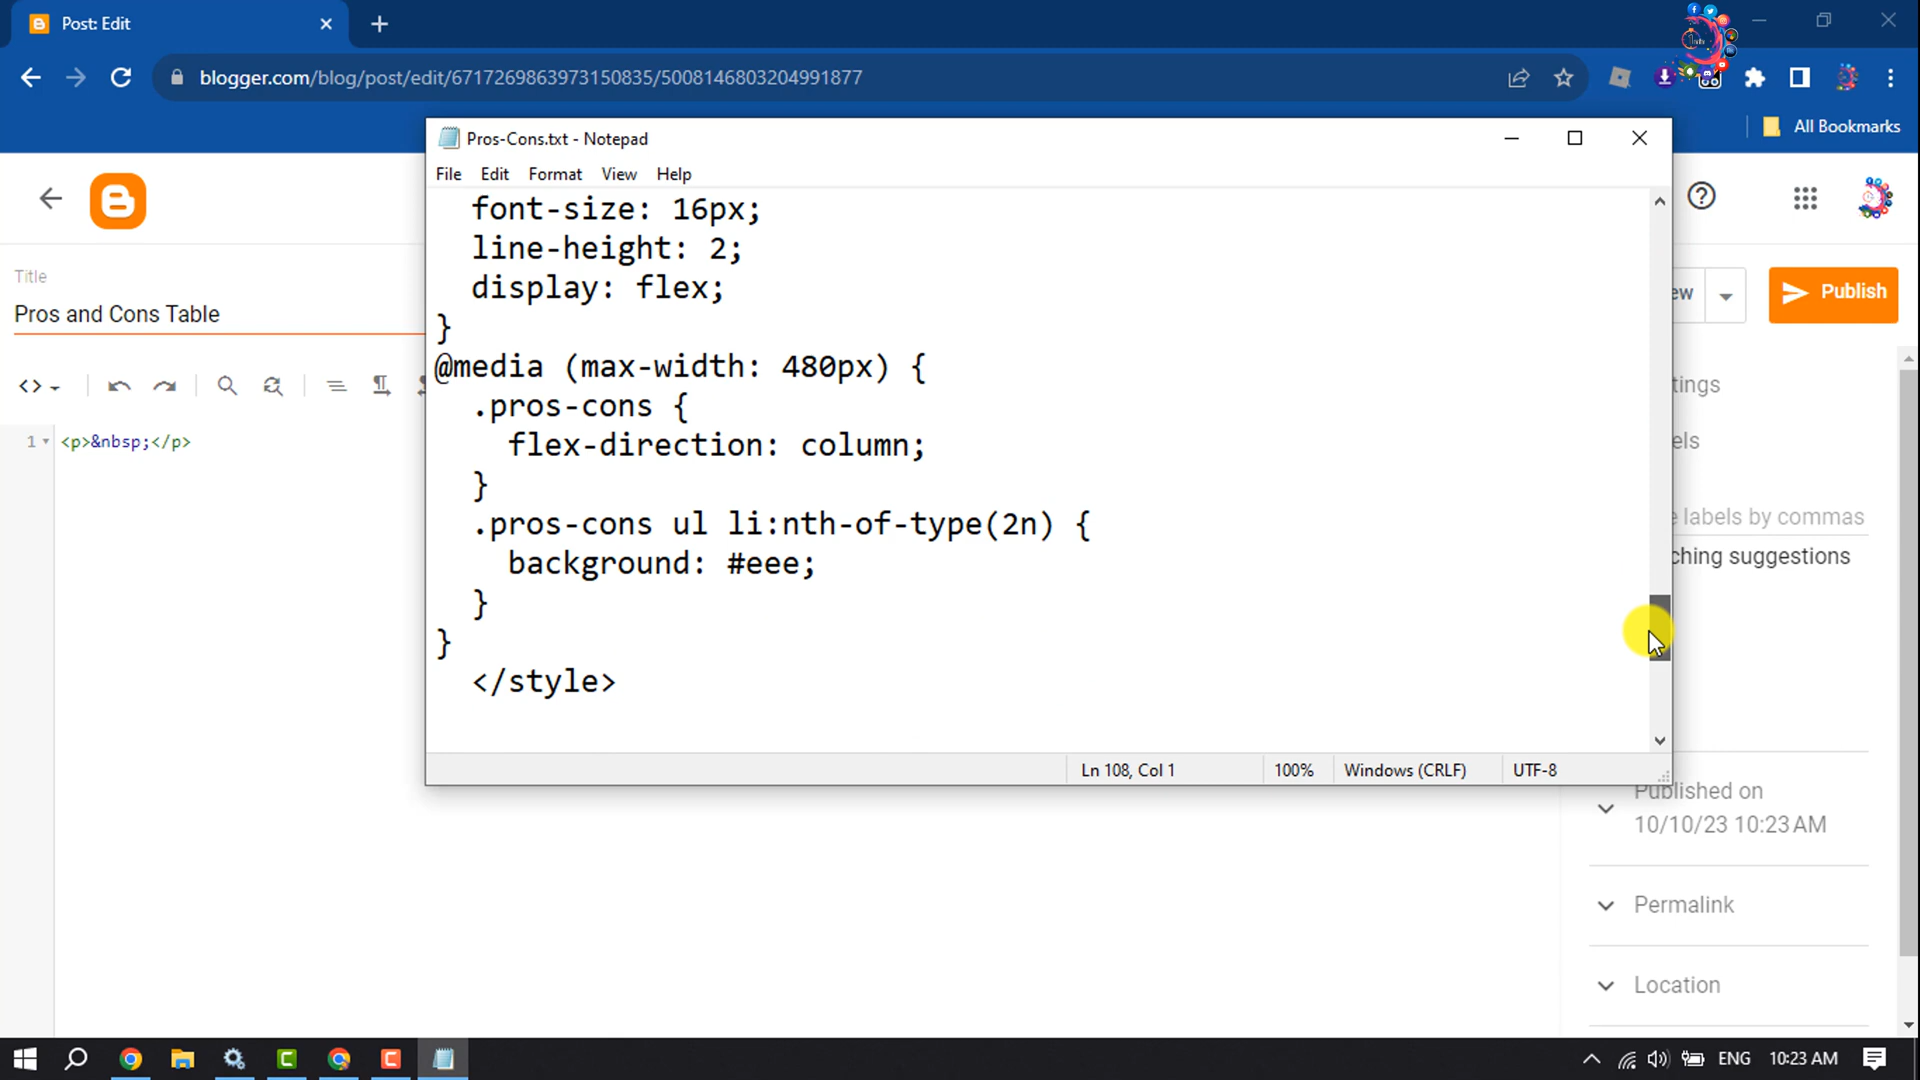 Post: Edit
blogger.com/blog/post/edit/6717269863973150835/5008146803204991877
All Bookmarks
Pros-Cons.txt - Notepad
File Edit Format View Help
font-size: 16px;
line-height: 2;
display: flex;
}
@media (max-width: 480px) {
.pros-cons {
flex-direction: column;
}
.pros-cons ul li:nth-of-type(2n) {
background: #eee;
}
}
</style>
Ln 108, Col 1 100% Windows (CRLF) UTF-8
Title
Pros and Cons Table
1 <p>&nbsp;</p>
ew
Publish
tings
els
e labels by commas
ching suggestions
Published on
10/10/23 10:23 AM
Permalink
Location
ENG 10:23 AM